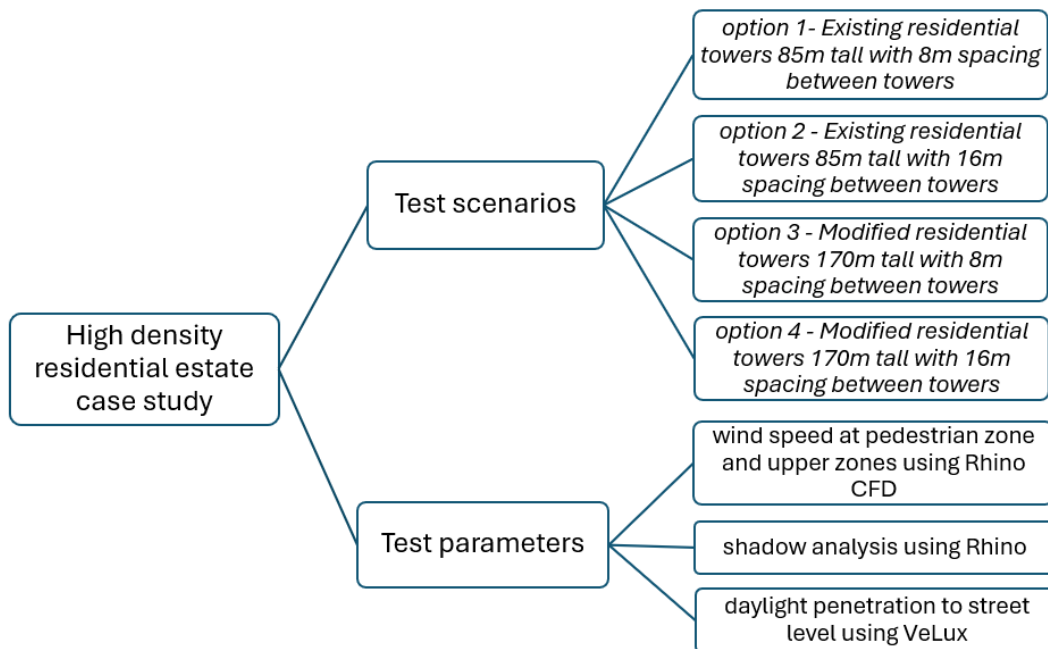 High density
residential estate
case study
Test scenarios
option 1- Existing residential
towers 85m tall with 8m spacing
between towers
option 2 - Existing residential
towers 85m tall with 16m
spacing between towers
option 3 - Modified residential
towers 170m tall with 8m
spacing between towers
option 4 - Modified residential
towers 170m tall with 16m
spacing between towers
Test parameters
wind speed at pedestrian zone
and upper zones using Rhino
CFD
shadow analysis using Rhino
daylight penetration to street
level using VeLux